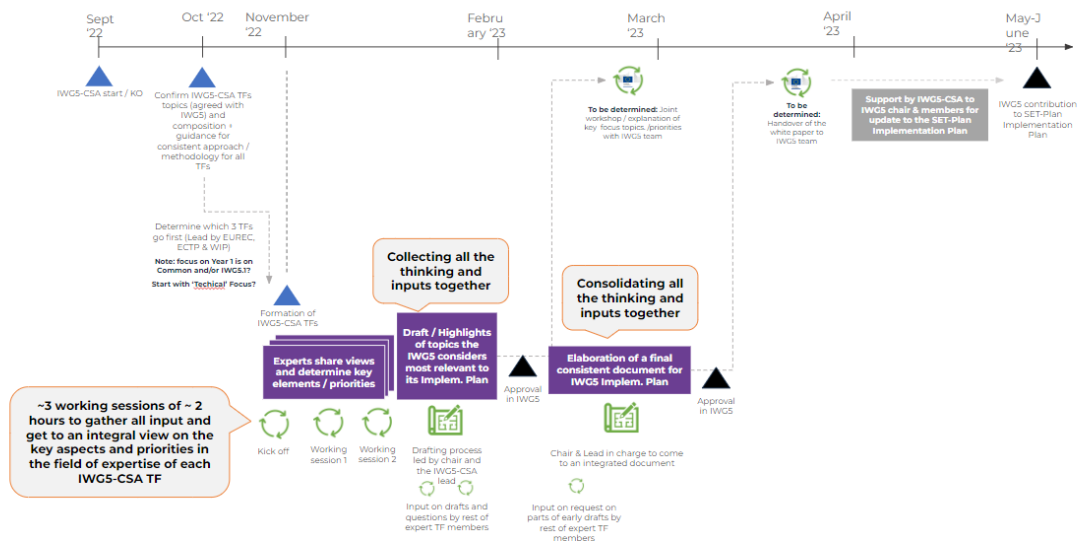 Sept
'22
Oct '22
November
'22
Febru
ary '23
March
'23
April
'23
May-J
une
'23
IWG5-CSA start / KO
Confirm IWG5-CSA TFs
topics (agreed with
IWG5) and
composition +
guidance for
consistent approach /
methodology for all
TFs
To be determined: Joint
workshop / explanation of
key focus topics /priorities
with IWG5 team
To be
determined:
Handover of the
white paper to
IWG5 team
Support by IWG5-CSA to
IWG5 chair & members for
update to the SET-Plan
Implementation Plan
IWG5 contribution
to SET-Plan
Implementation
Plan
Determine which 3 TFs
go first (Lead by EUREC,
ECTP & WIP)
Note: focus on Year 1 is on
Common and/or IWG5.1?
Start with 'Techical' Focus?
Formation of
IWG5-CSA TFs
Collecting all the
thinking and
inputs together
Consolidating all
the thinking and
inputs together
Experts share views
and determine key
elements / priorities
Draft / Highlights
of topics the
IWG5 considers
most relevant to
its Implem. Plan
Approval
in IWG5
Elaboration of a final
consistent document for
IWG5 Implem. Plan
Approval
in IWG5
~3 working sessions of ~ 2
hours to gather all input and
get to an integral view on the
key aspects and priorities in
the field of expertise of each
IWG5-CSA TF
Kick off
Working
session 1
Working
session 2
Drafting process
led by chair and
the IWG5-CSA
lead
Input on drafts and
questions by rest of
expert TF members
Chair & Lead in charge to come
to an integrated document
Input on request on
parts of early drafts by
rest of expert TF
members